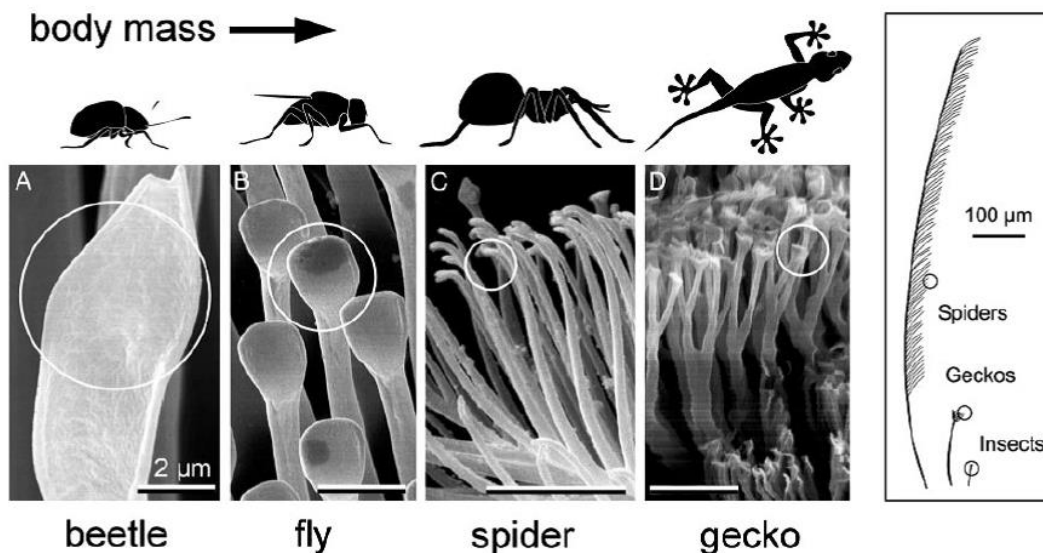 body mass
A
B
C
D
2 μm
beetle
fly
spider
gecko
100 μm
Spiders
Geckos
Insects